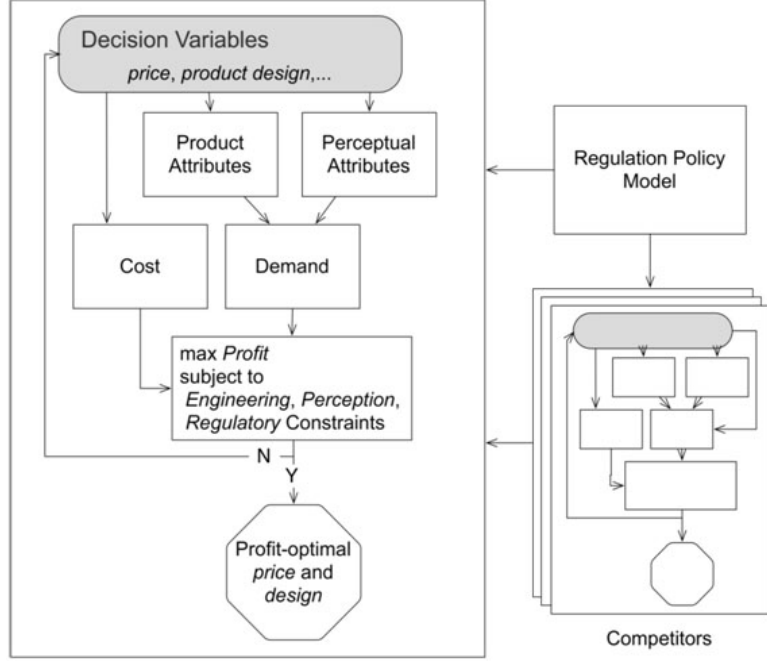 Decision Variables
price, product design,...
Product
Attributes
Perceptual
Attributes
Regulation Policy
Model
Cost
Demand
max Profit
subject to
Engineering, Perception,
Regulatory Constraints
N
Y
Profit-optimal
price and
design
Competitors